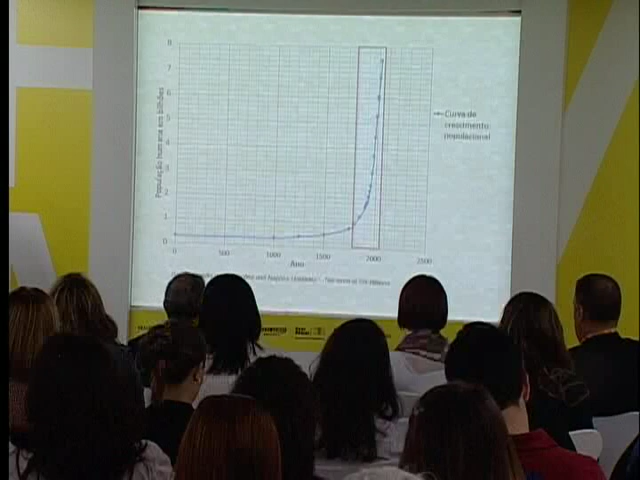 8
7
6
5
4
3
2
1
0
População humana em bilhões
0 500 1000 1500 2000 2500
Ano
Curva de
crescimento
populacional